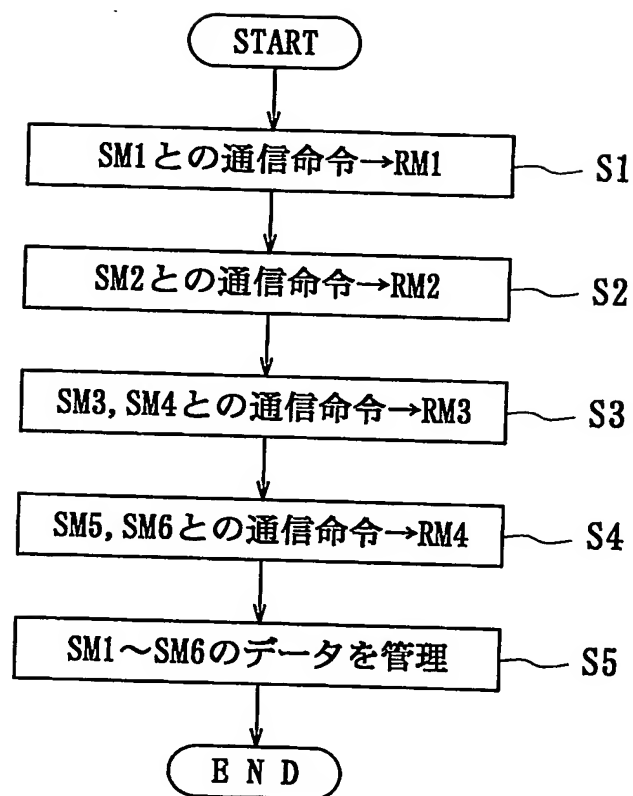 START
SM1との通信命令→RM1
S1
SM2との通信命令→RM2
S2
SM3, SM4との通信命令→RM3
S3
SM5, SM6との通信命令→RM4
S4
SM1～SM6のデータを管理
S5
E N D